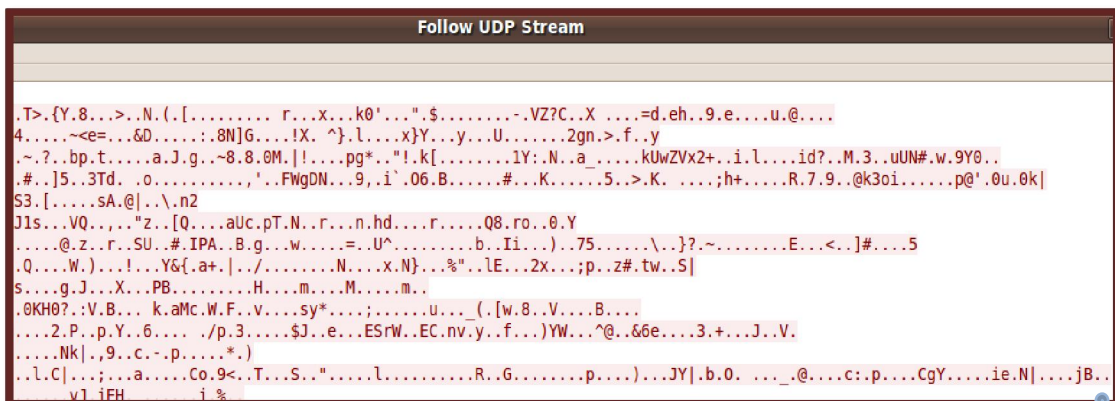 Follow UDP Stream
.T>.{Y.8...>..N.(.[......... r...x...k0'...".$........-.VZ?C..X ....=d.eh..9.e....u.@....
4.....~<e=...&D.....:.8N]G....!X. ^}.l....x}Y...y...U.......2gn.>.f..y
.~.?..bp.t.....a.J.g..~8.8.0M.|!....pg*.."!.k[........1Y:.N..a_.....kUwZVx2+..i.l....id?..M.3..uUN#.w.9Y0..
.#..]5..3Td. .o..........,'..FWgDN...9,.i`.O6.B......#...K......5..>.K. ....;h+.....R.7.9..@k3oi......p@'.0u.0k|
S3.[.....sA.@|..\.n2
J1s...VQ..,.."z..[Q....aUc.pT.N..r...n.hd....r.....Q8.ro..0.Y
.....@.z..r..SU..#.IPA..B.g...w.....=..U^.........b..Ii...)..75......\..}?.~........E...<..]#....5
.Q....W.)...!...Y&{.a+.|../........N....x.N}...%"..lE...2x...;p..z#.tw..S|
s....g.J...X...PB.........H....m....M.....m..
.0KH0?.:V.B... k.aMc.W.F..v....sy*....;......u..._(.[w.8..V....B....
....2.P..p.Y..6.... ./p.3.....$J..e...ESrW..EC.nv.y..f...)YW...^@..&6e....3.+...J..V.
.....Nk|.,9..c.-.p.....*.)
..l.C|...;...a.....Co.9<..T...S..".....l..........R..G........p....)...JY|.b.O. ..._.@....c:.p....CgY.....ie.N|....jB..